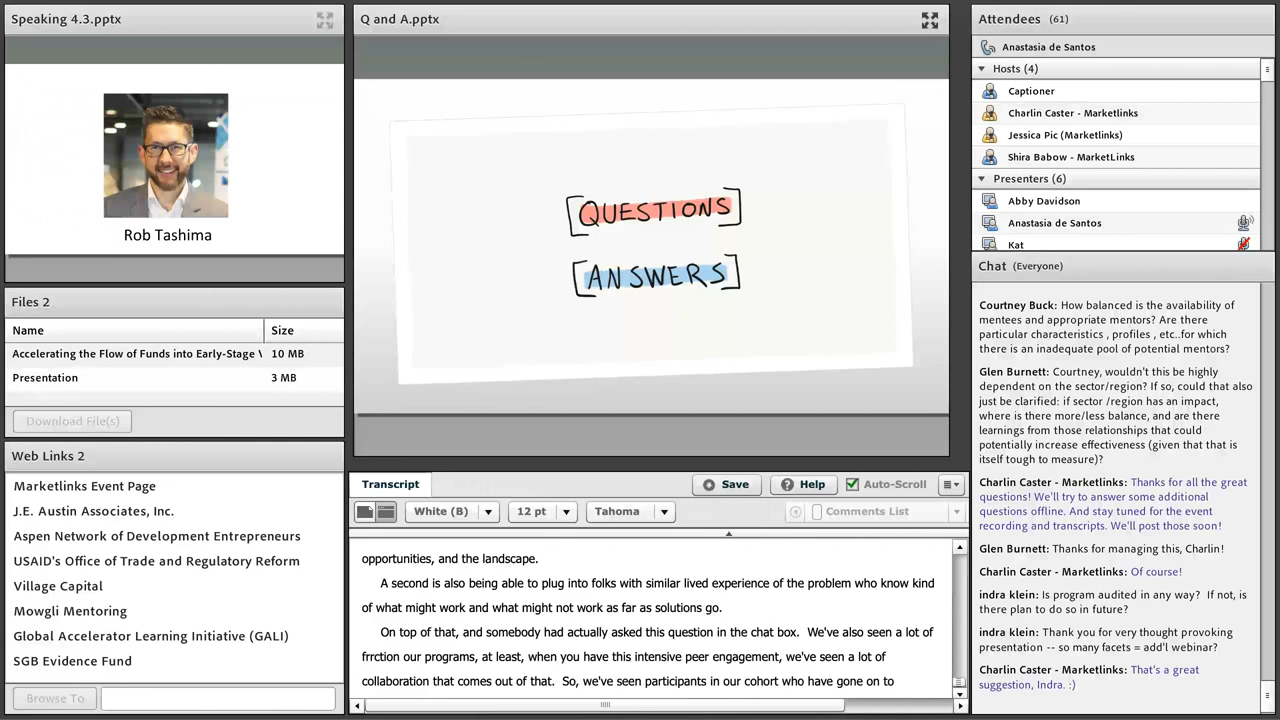 Speaking 4.3.pptx
Rob Tashima
Files 2
Name Size
Accelerating the Flow of Funds into Early-Stage 10 MB
Presentation 3 MB
Download File(s)
Web Links 2
Marketlinks Event Page
J.E. Austin Associates, Inc.
Aspen Network of Development Entrepreneurs
USAID's Office of Trade and Regulatory Reform
Village Capital
Mowgli Mentoring
Global Accelerator Learning Initiative (GALI)
SGB Evidence Fund
Browse To
Q and A.pptx
[QUESTIONS]
[ANSWERS]
Transcript Save Help Auto-Scroll
White (B) 12 pt Tahoma Comments List
opportunities, and the landscape.
A second is also being able to plug into folks with similar lived experience of the problem who know kind
of what might work and what might not work as far as solutions go.
On top of that, and somebody had actually asked this question in the chat box. We've also seen a lot of
frrction our programs, at least, when you have this intensive peer engagement, we've seen a lot of
collaboration that comes out of that. So, we've seen participants in our cohort who have gone on to
Attendees (61)
Anastasia de Santos
Hosts (4)
Captioner
Charlin Caster - Marketlinks
Jessica Pic (Marketlinks)
Shira Babow - MarketLinks
Presenters (6)
Abby Davidson
Anastasia de Santos
Kat
Chat (Everyone)
Courtney Buck: How balanced is the availability of
mentees and appropriate mentors? Are there
particular characteristics , profiles , etc..for which
there is an inadequate pool of potential mentors?
Glen Burnett: Courtney, wouldn't this be highly
dependent on the sector/region? If so, could that also
just be clarified: if sector /region has an impact,
where is there more/less balance, and are there
learnings from those relationships that could
potentially increase effectiveness (given that that is
itself tough to measure)?
Charlin Caster - Marketlinks: Thanks for all the great
questions! We'll try to answer some additional
questions offline. And stay tuned for the event
recording and transcripts. We'll post those soon!
Glen Burnett: Thanks for managing this, Charlin!
Charlin Caster - Marketlinks: Of course!
indra klein: Is program audited in any way? If not, is
there plan to do so in future?
indra klein: Thank you for very thought provoking
presentation -- so many facets = add'l webinar?
Charlin Caster - Marketlinks: That's a great
suggestion, Indra. :)